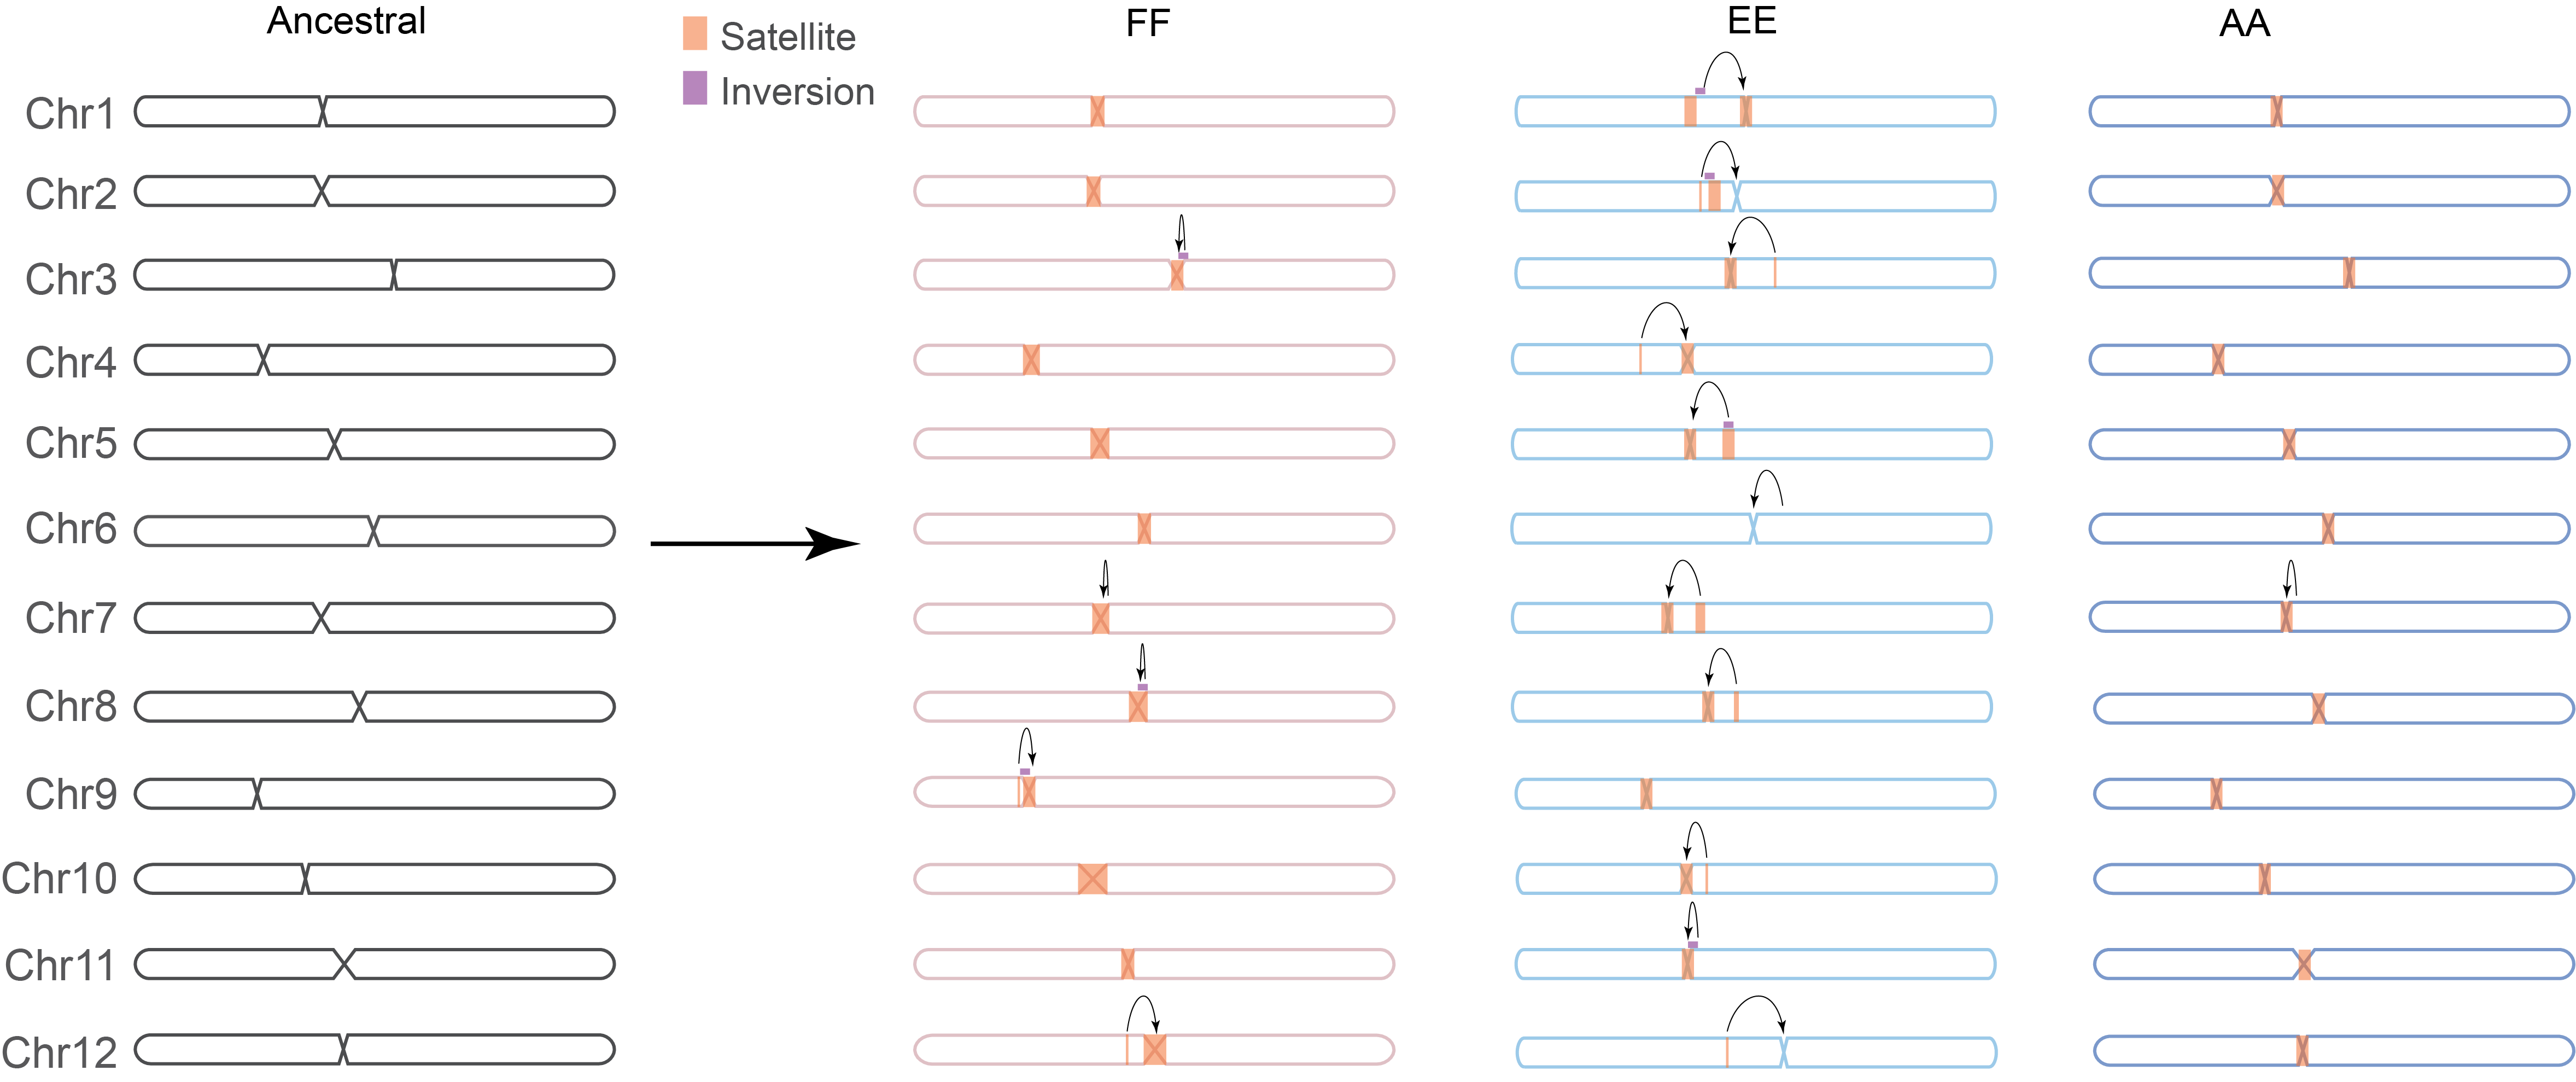 Ancestral
Satellite
Inversion
FF
EE
AA
Chr1
Chr2
Chr3
Chr4
Chr5
Chr6
Chr7
Chr8
Chr9
Chr10
Chr11
Chr12